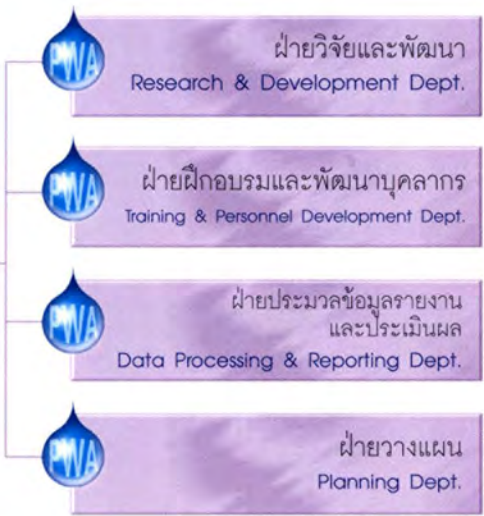 PWA
ฝ่ายวิจัยและพัฒนา
Research & Development Dept.
PWA
ฝ่ายฝึกอบรมและพัฒนาบุคลากร
Training & Personnel Development Dept.
PWA
ฝ่ายประมวลข้อมูลรายงาน
และประเมินผล
Data Processing & Reporting Dept.
PWA
ฝ่ายวางแผน
Planning Dept.